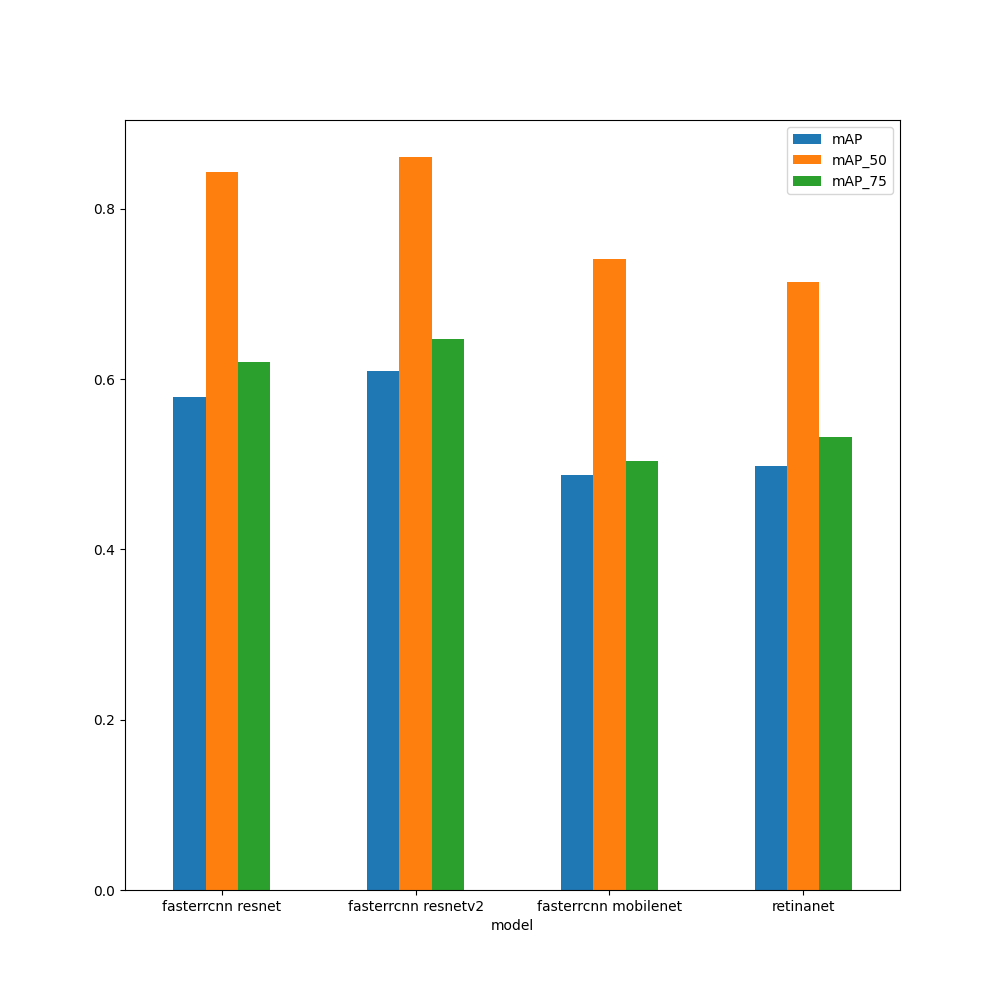 mAP
mAP_50
mAP_75
0.8
0.6
0.4
0.2
0.0
fasterrcnn resnet fasterrcnn resnetv2 fasterrcnn mobilenet retinanet
model